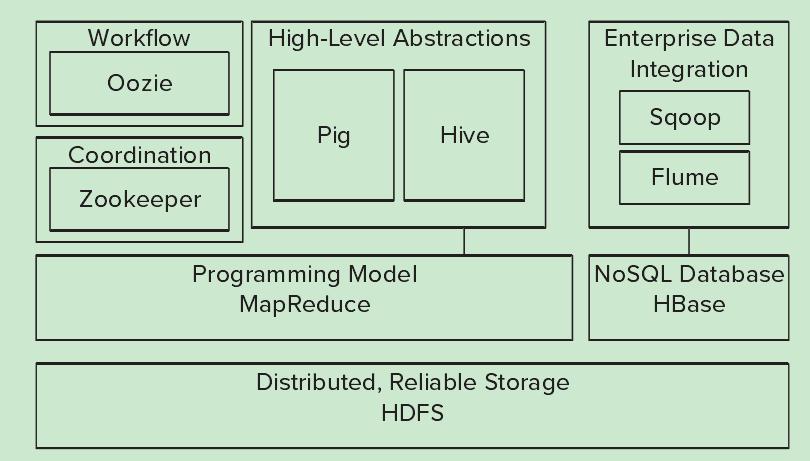 Workflow
Oozie
Coordination
Zookeeper
High-Level Abstractions
Pig
Hive
Enterprise Data
Integration
Sqoop
Flume
Programming Model
MapReduce
NoSQL Database
HBase
Distributed, Reliable Storage
HDFS